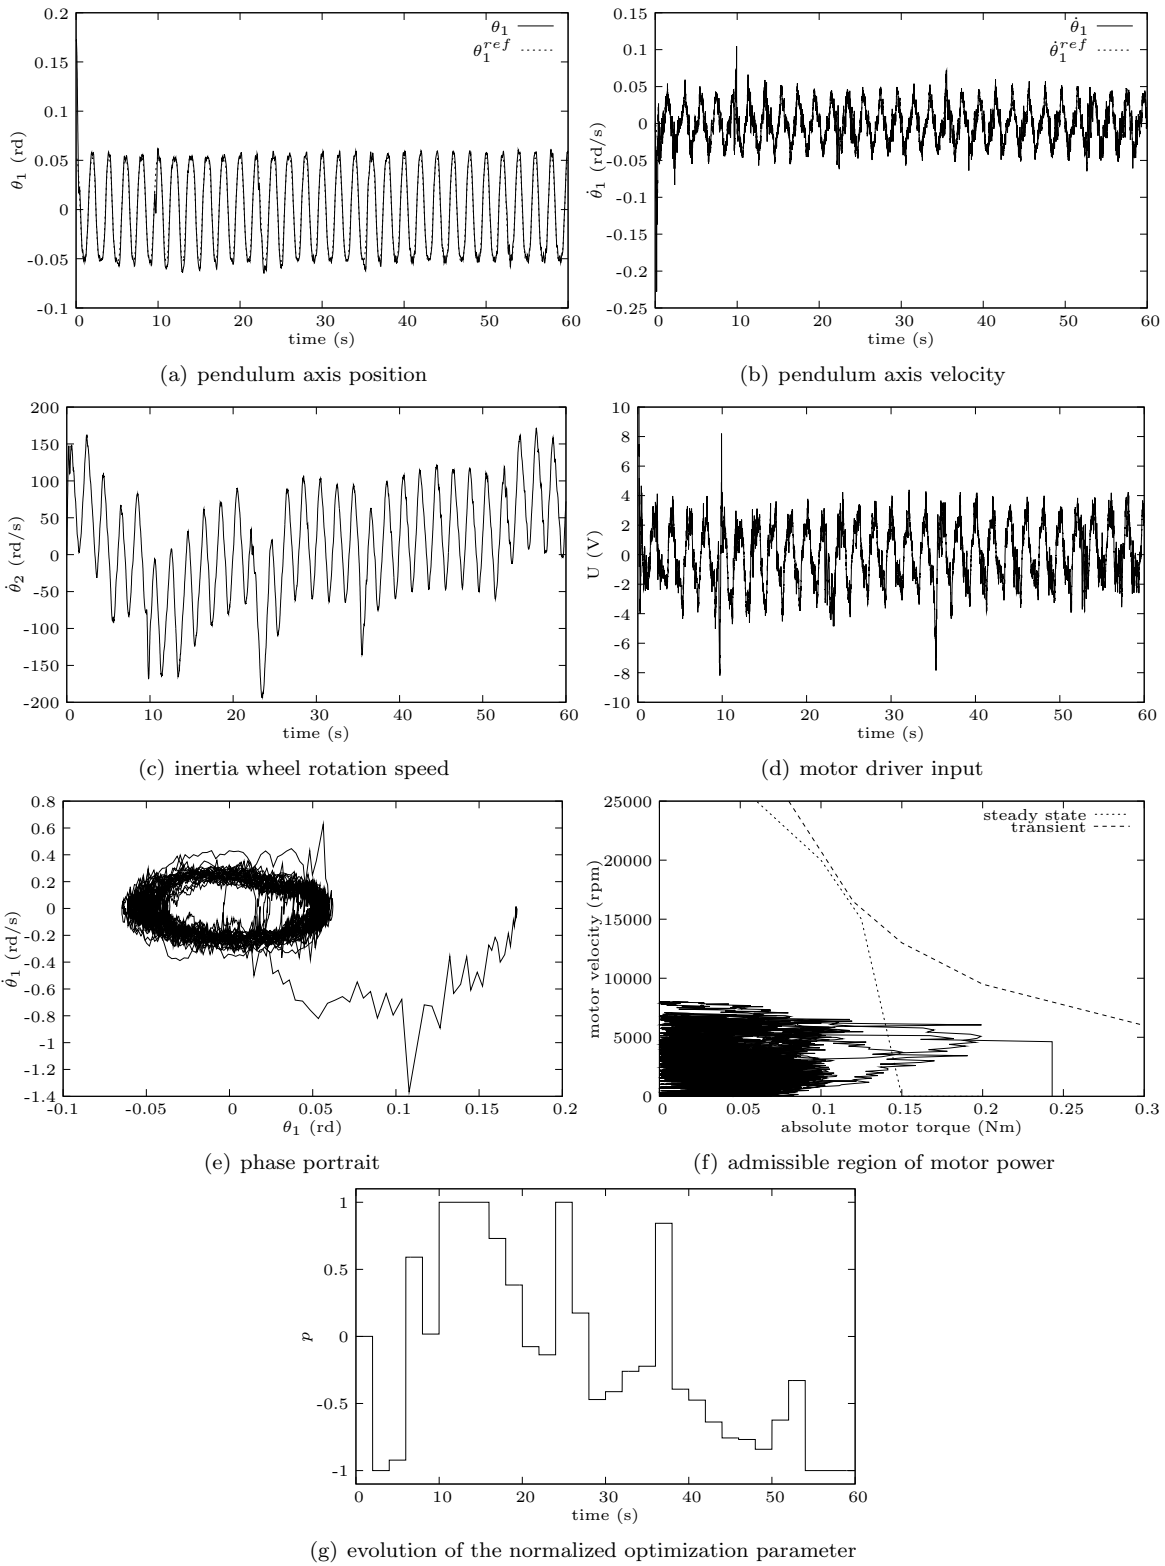 0.2
0.15
0.1
0.05
0
-0.05
-0.1
θ₁ (rd)
θ₁
θ₁^ref
0 10 20 30 40 50 60
time (s)
(a) pendulum axis position
0.15
0.1
0.05
0
-0.05
-0.1
-0.15
-0.2
-0.25
θ̇₁ (rd/s)
θ̇₁
θ̇₁^ref
0 10 20 30 40 50 60
time (s)
(b) pendulum axis velocity
200
150
100
50
0
-50
-100
-150
-200
θ̇₂ (rd/s)
0 10 20 30 40 50 60
time (s)
(c) inertia wheel rotation speed
10
8
6
4
2
0
-2
-4
-6
-8
-10
U (V)
0 10 20 30 40 50 60
time (s)
(d) motor driver input
0.8
0.6
0.4
0.2
0
-0.2
-0.4
-0.6
-0.8
-1
-1.2
-1.4
θ̇₁ (rd/s)
-0.1 -0.05 0 0.05 0.1 0.15 0.2
θ₁ (rd)
(e) phase portrait
25000
20000
15000
10000
5000
0
motor velocity (rpm)
steady state
transient
0 0.05 0.1 0.15 0.2 0.25 0.3
absolute motor torque (Nm)
(f) admissible region of motor power
1
0.5
0
-0.5
-1
p
0 10 20 30 40 50 60
time (s)
(g) evolution of the normalized optimization parameter